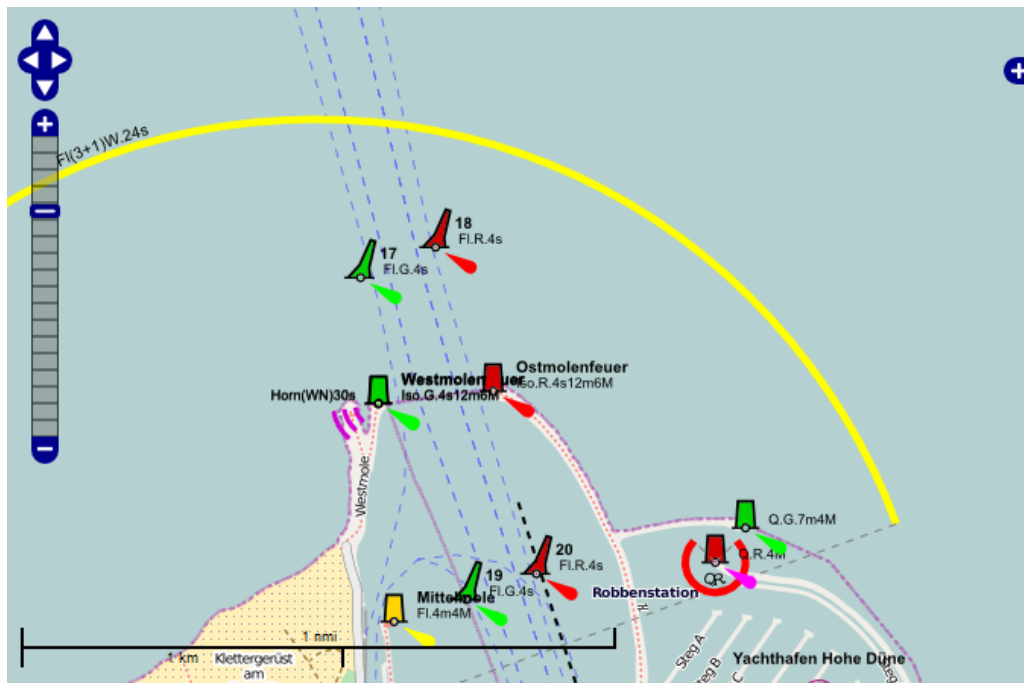 Fl(3+1)W.24s
18
Fl.R.4s
17
Fl.G.4s
Ostmolenfeuer
Iso.R.4s12m6M
Westmolenfeuer
Iso.G.4s12m6M
Horn(WN)30s
Westmole
Q.G.7m4M
Q.R.4M
Q.R.
20
Fl.R.4s
19
Fl.G.4s
Robbenstation
Mittelmole
Fl.4m4M
1 nmi
1 km
Klettergerüst
am
Steg A
Steg B
C
Yachthafen Hohe Düne
Steg